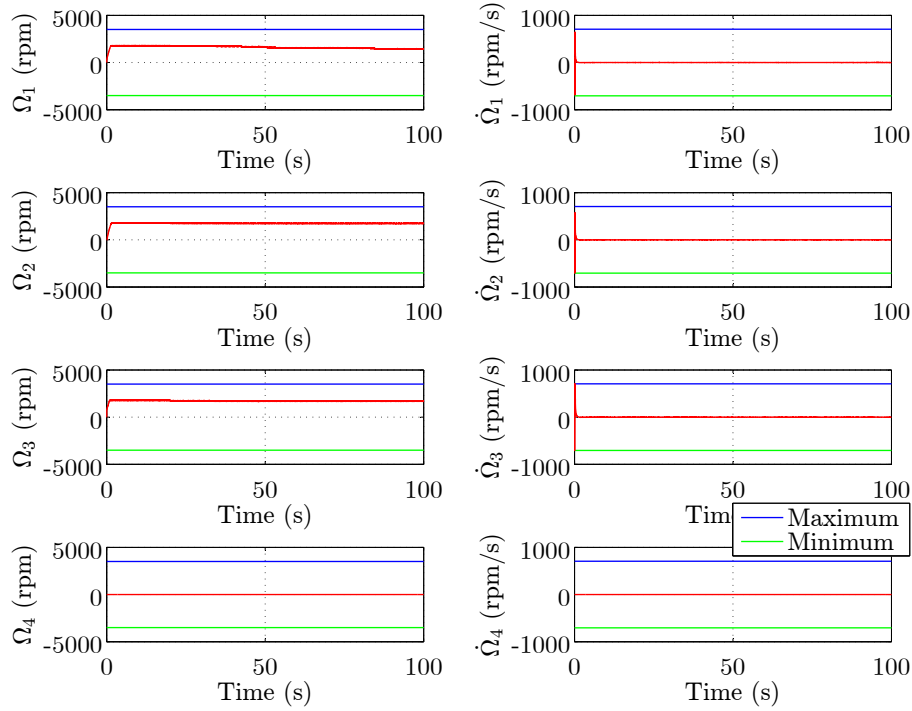 5000
0
-5000
0
50
100
Time (s)
Ω1 (rpm)
1000
0
-1000
0
50
100
Time (s)
Ω̇1 (rpm/s)
5000
0
-5000
0
50
100
Time (s)
Ω2 (rpm)
1000
0
-1000
0
50
100
Time (s)
Ω̇2 (rpm/s)
5000
0
-5000
0
50
100
Time (s)
Ω3 (rpm)
1000
0
-1000
0
50
100
Time
Ω̇3 (rpm/s)
Maximum
Minimum
5000
0
-5000
0
50
100
Time (s)
Ω4 (rpm)
1000
0
-1000
0
50
100
Time (s)
Ω̇4 (rpm/s)